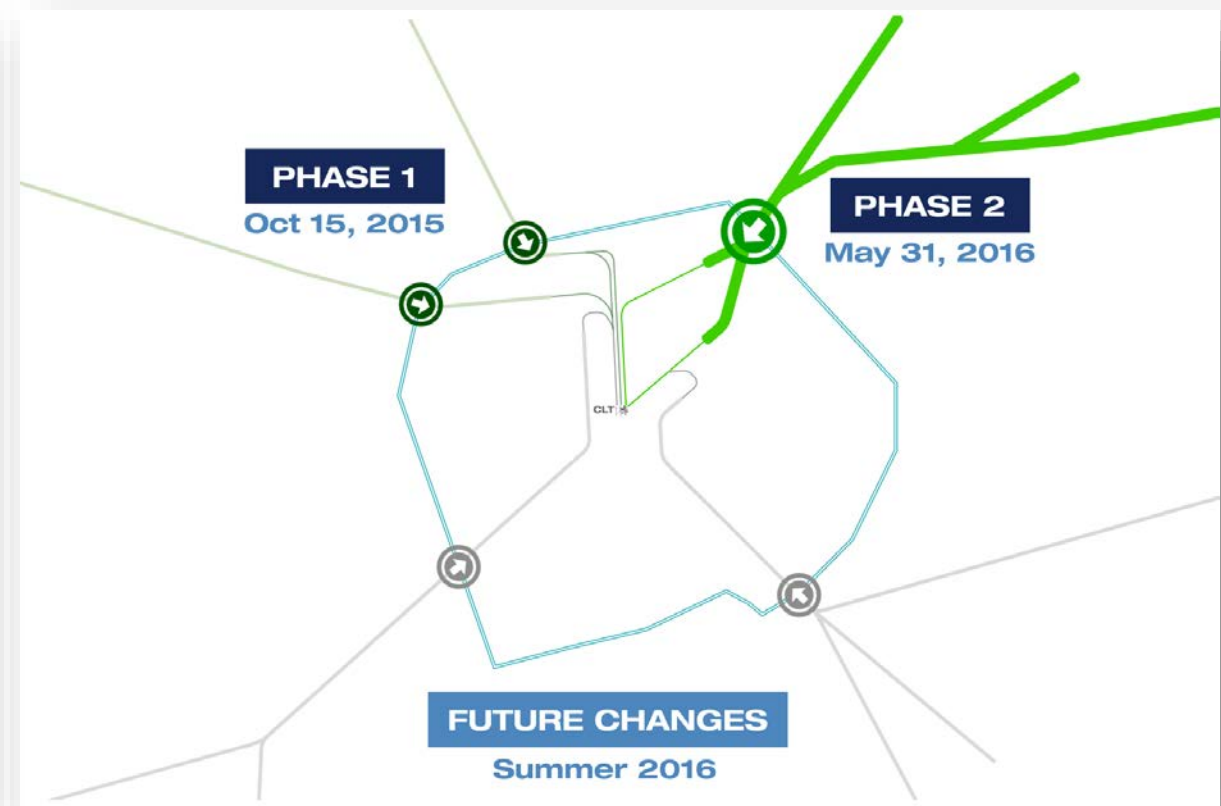 PHASE 1
Oct 15, 2015
PHASE 2
May 31, 2016
CLT
FUTURE CHANGES
Summer 2016